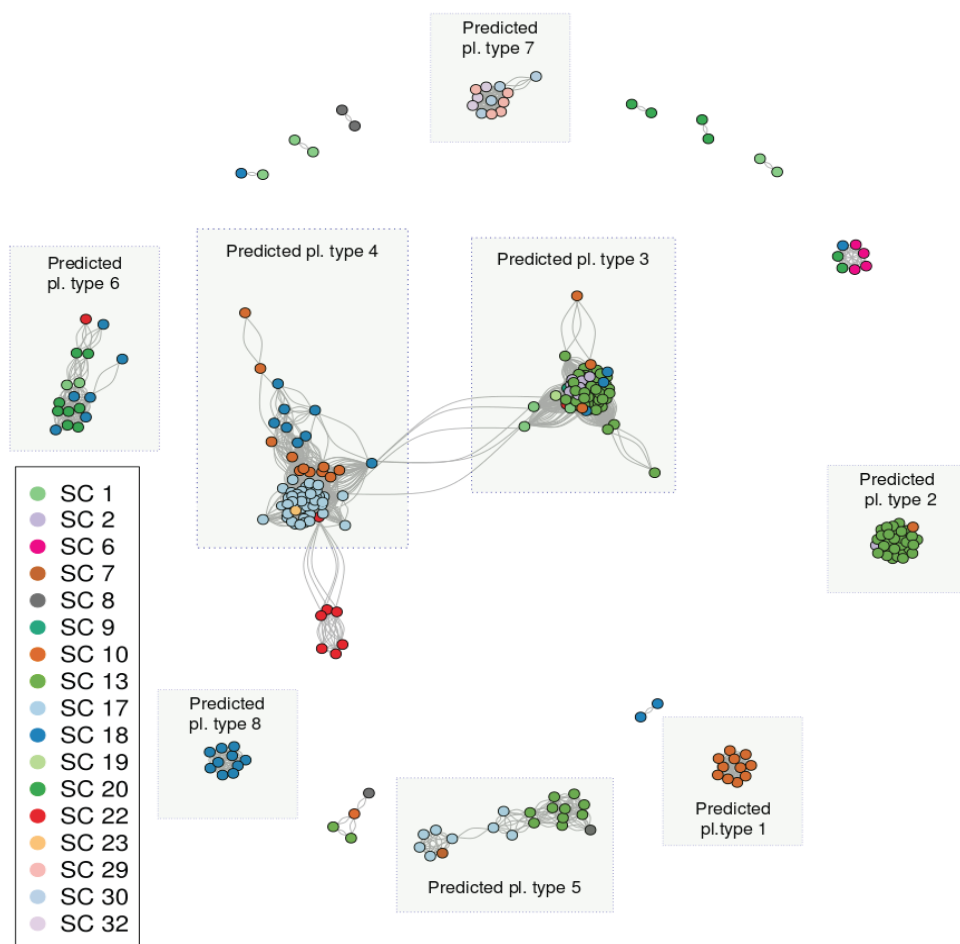 Predicted
pl. type 7
Predicted pl. type 4
Predicted pl. type 3
Predicted
pl. type 6
Predicted
pl. type 2
SC 1
SC 2
SC 6
SC 7
SC 8
SC 9
SC 10
SC 13
SC 17
SC 18
SC 19
SC 20
SC 22
SC 23
SC 29
SC 30
SC 32
Predicted
pl. type 8
Predicted
pl.type 1
Predicted pl. type 5